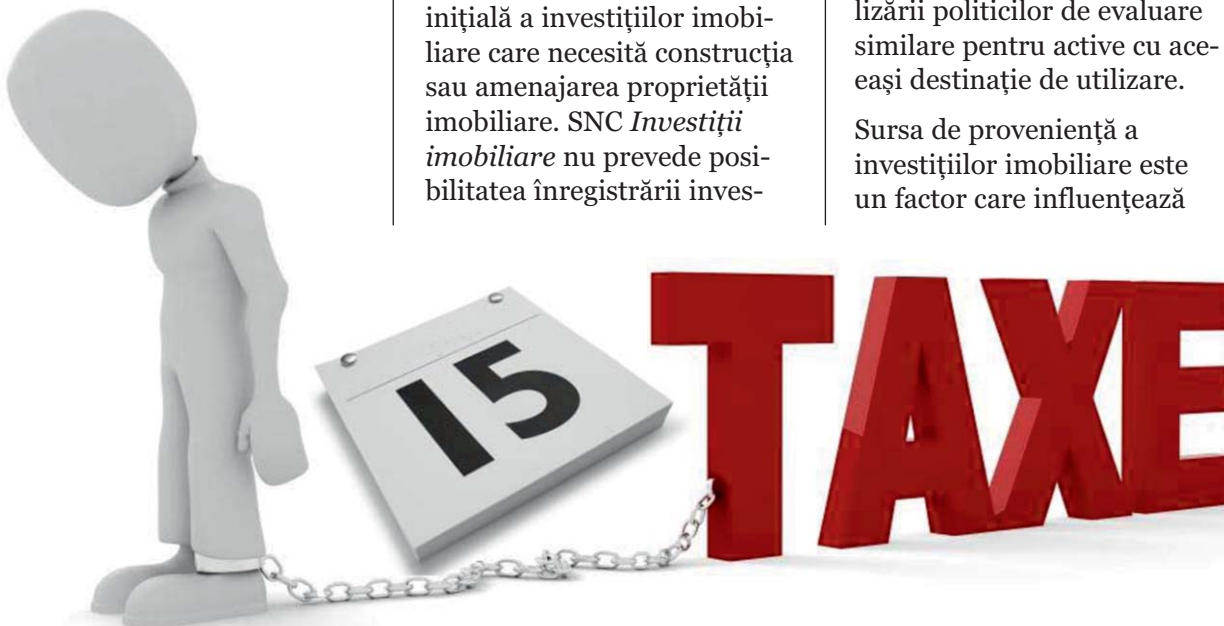 inițială a investițiilor imobi-
liare care necesită construcția
sau amenajarea proprietății
imobiliare. SNC Investiții
imobiliare nu prevede posi-
bilitatea înregistrării inves-
lizării politicilor de evaluare
similare pentru active cu ace-
eași destinație de utilizare.
Sursa de proveniență a
investițiilor imobiliare este
un factor care influențează
15
TAXE